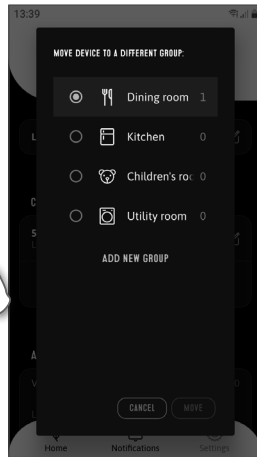 13:39
MOVE DEVICE TO A DIFFERENT GROUP:
Dining room 1
Kitchen 0
Children's roo 0
Utility room 0
ADD NEW GROUP
CANCEL MOVE
Home Notifications Settings